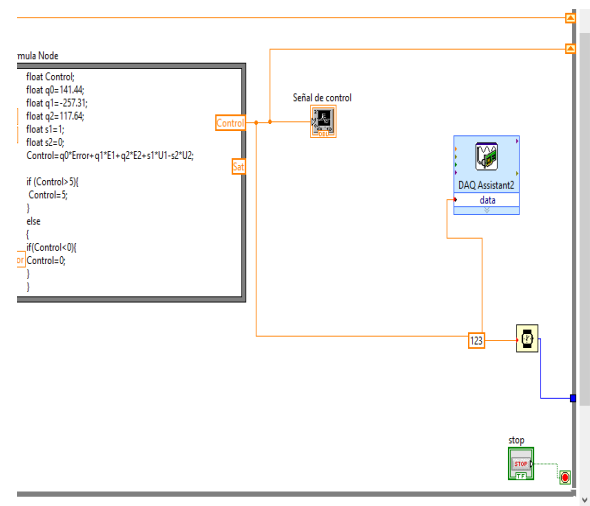 mula Node
float Control;
float q0=141.44;
float q1=-257.31;
float q2=117.64;
float s1=1;
float s2=0;
Control=q0*Error+q1*E1+q2*E2+s1*U1-s2*U2;
if (Control>5){
Control=5;
}
else
{
if(Control<0){
Control=0;
}
}
or
Control
Sat
Señal de control
DAQ Assistant2
data
123
stop
STOP
TF